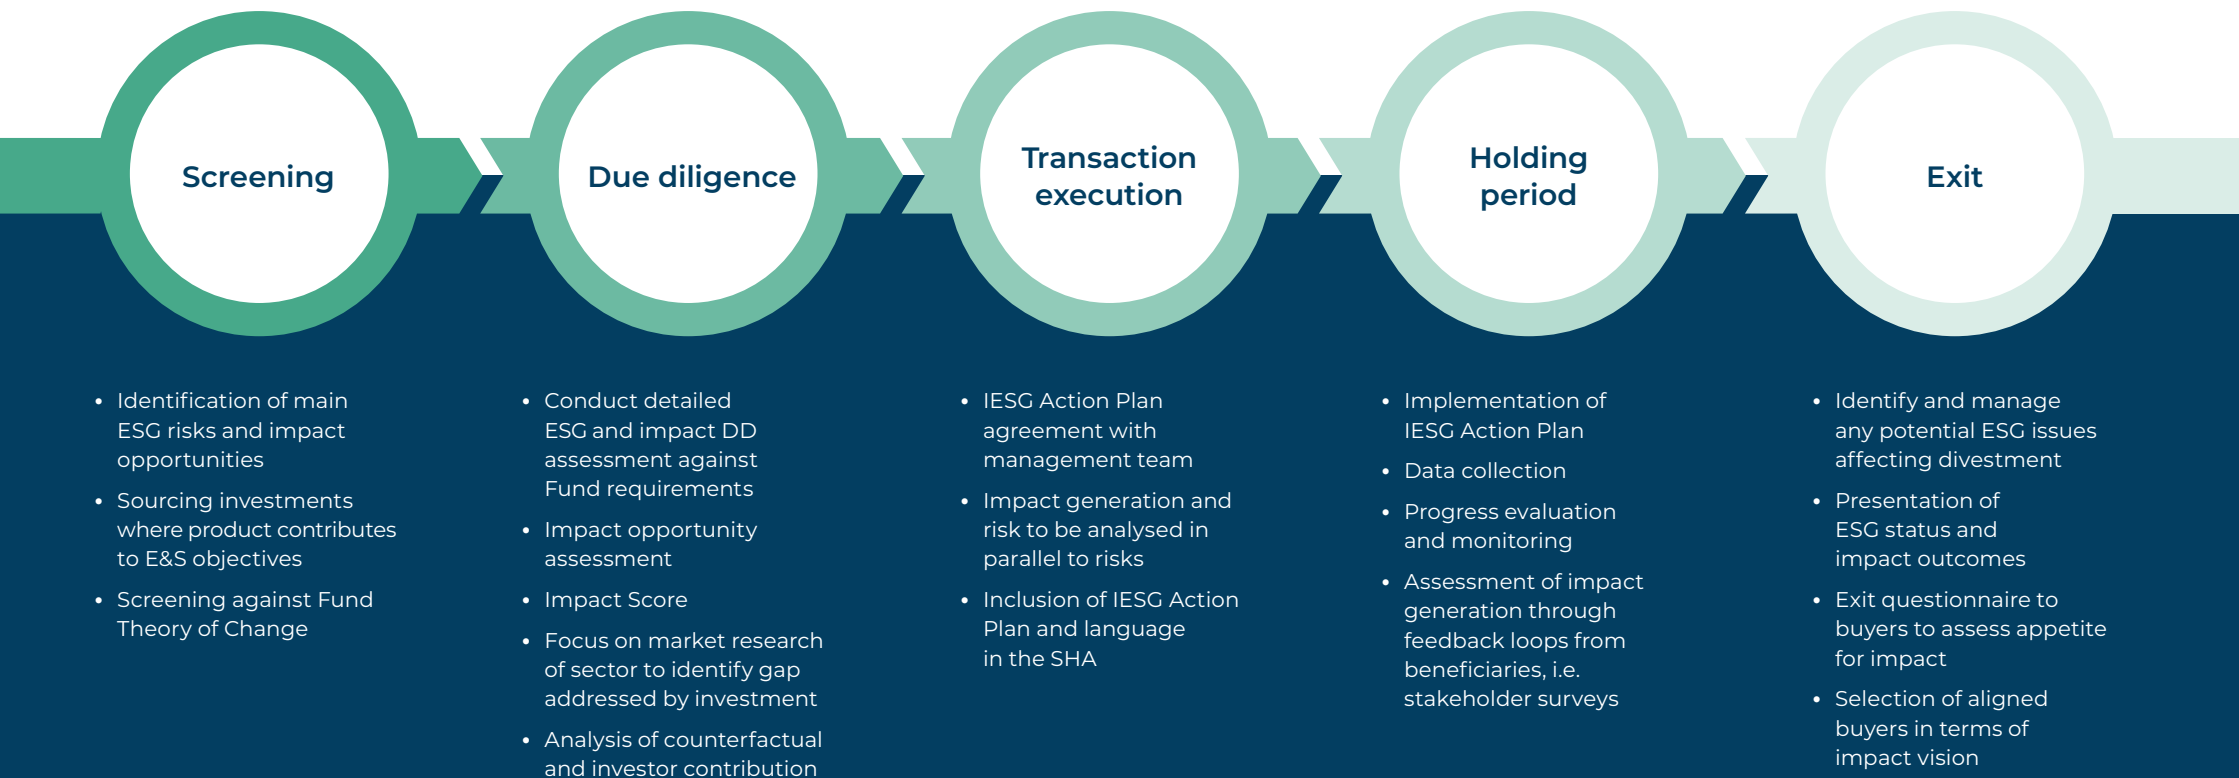 Screening
Due diligence
Transaction
execution
Holding
period
Exit
• Identification of main
ESG risks and impact
opportunities
• Sourcing investments
where product contributes
to E&S objectives
• Screening against Fund
Theory of Change
• Conduct detailed
ESG and impact DD
assessment against
Fund requirements
• Impact opportunity
assessment
• Impact Score
• Focus on market research
of sector to identify gap
addressed by investment
• Analysis of counterfactual
and investor contribution
• IESG Action Plan
agreement with
management team
• Impact generation and
risk to be analysed in
parallel to risks
• Inclusion of IESG Action
Plan and language
in the SHA
• Implementation of
IESG Action Plan
• Data collection
• Progress evaluation
and monitoring
• Assessment of impact
generation through
feedback loops from
beneficiaries, i.e.
stakeholder surveys
• Identify and manage
any potential ESG issues
affecting divestment
• Presentation of
ESG status and
impact outcomes
• Exit questionnaire to
buyers to assess appetite
for impact
• Selection of aligned
buyers in terms of
impact vision